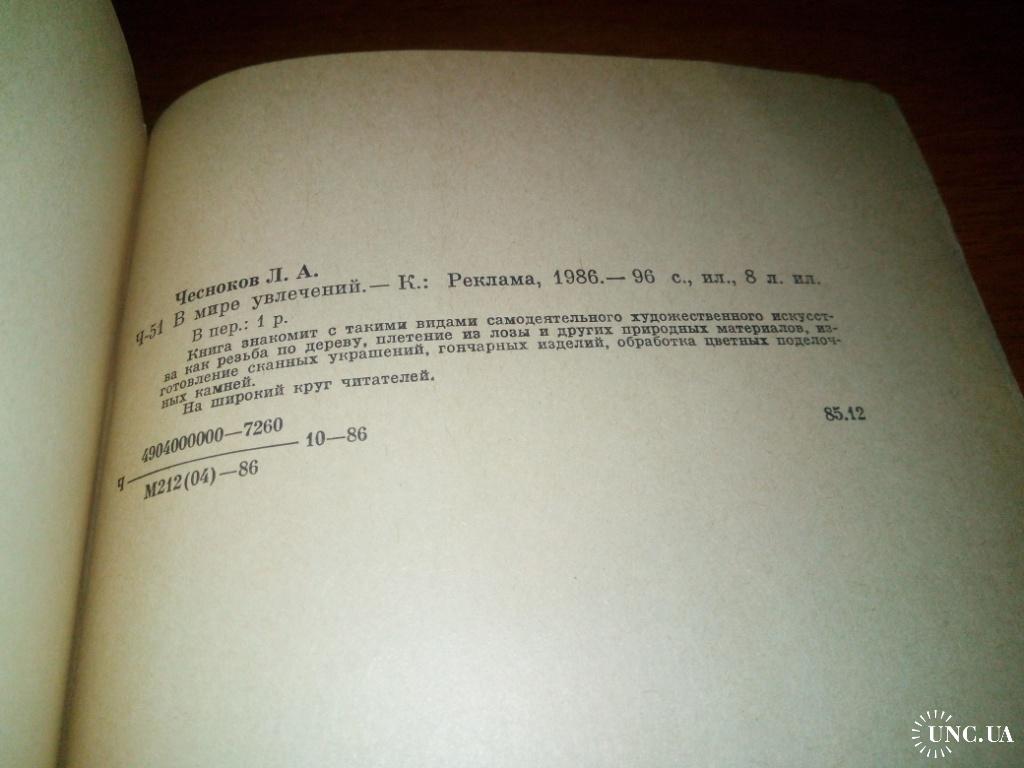 Чесноков Л. А.
Ч-51 В мире увлечений.— К.: Реклама, 1986.— 96 с., ил., 8 л. ил.
В пер.: 1 р.
Книга знакомит с такими видами самодеятельного художественного искусст-
ва как резьба по дереву, плетение из лозы и других природных материалов, из-
готовление сканных украшений, гончарных изделий, обработка цветных поделоч-
ных камней.
На широкий круг читателей.
4904000000—7260
Ч 10—86
М212(04)—86
85.12
UNC.UA